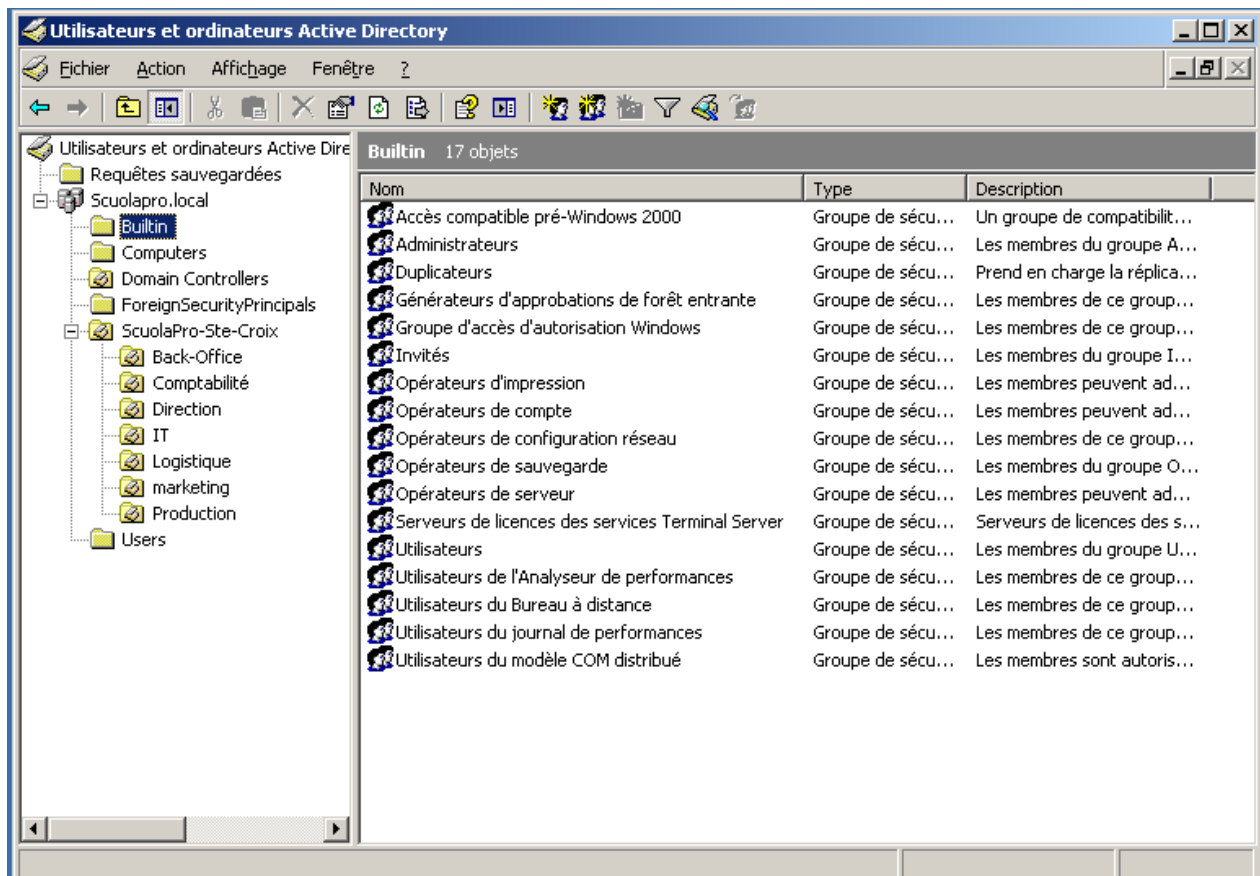 Utilisateurs et ordinateurs Active Directory
Fichier Action Affichage Fenêtre ?
Utilisateurs et ordinateurs Active Dire
Requêtes sauvegardées
Scuolapro.local
Builtin
Computers
Domain Controllers
ForeignSecurityPrincipals
ScuolaPro-Ste-Croix
Back-Office
Comptabilité
Direction
IT
Logistique
marketing
Production
Users
Builtin 17 objets
Nom Type Description
Accès compatible pré-Windows 2000 Groupe de sécu... Un groupe de compatibilit...
Administrateurs Groupe de sécu... Les membres du groupe A...
Duplicateurs Groupe de sécu... Prend en charge la réplica...
Générateurs d'approbations de forêt entrante Groupe de sécu... Les membres de ce group...
Groupe d'accès d'autorisation Windows Groupe de sécu... Les membres de ce group...
Invités Groupe de sécu... Les membres du groupe I...
Opérateurs d'impression Groupe de sécu... Les membres peuvent ad...
Opérateurs de compte Groupe de sécu... Les membres peuvent ad...
Opérateurs de configuration réseau Groupe de sécu... Les membres de ce group...
Opérateurs de sauvegarde Groupe de sécu... Les membres du groupe O...
Opérateurs de serveur Groupe de sécu... Les membres peuvent ad...
Serveurs de licences des services Terminal Server Groupe de sécu... Serveurs de licences des s...
Utilisateurs Groupe de sécu... Les membres du groupe U...
Utilisateurs de l'Analyseur de performances Groupe de sécu... Les membres de ce group...
Utilisateurs du Bureau à distance Groupe de sécu... Les membres de ce group...
Utilisateurs du journal de performances Groupe de sécu... Les membres de ce group...
Utilisateurs du modèle COM distribué Groupe de sécu... Les membres sont autoris...